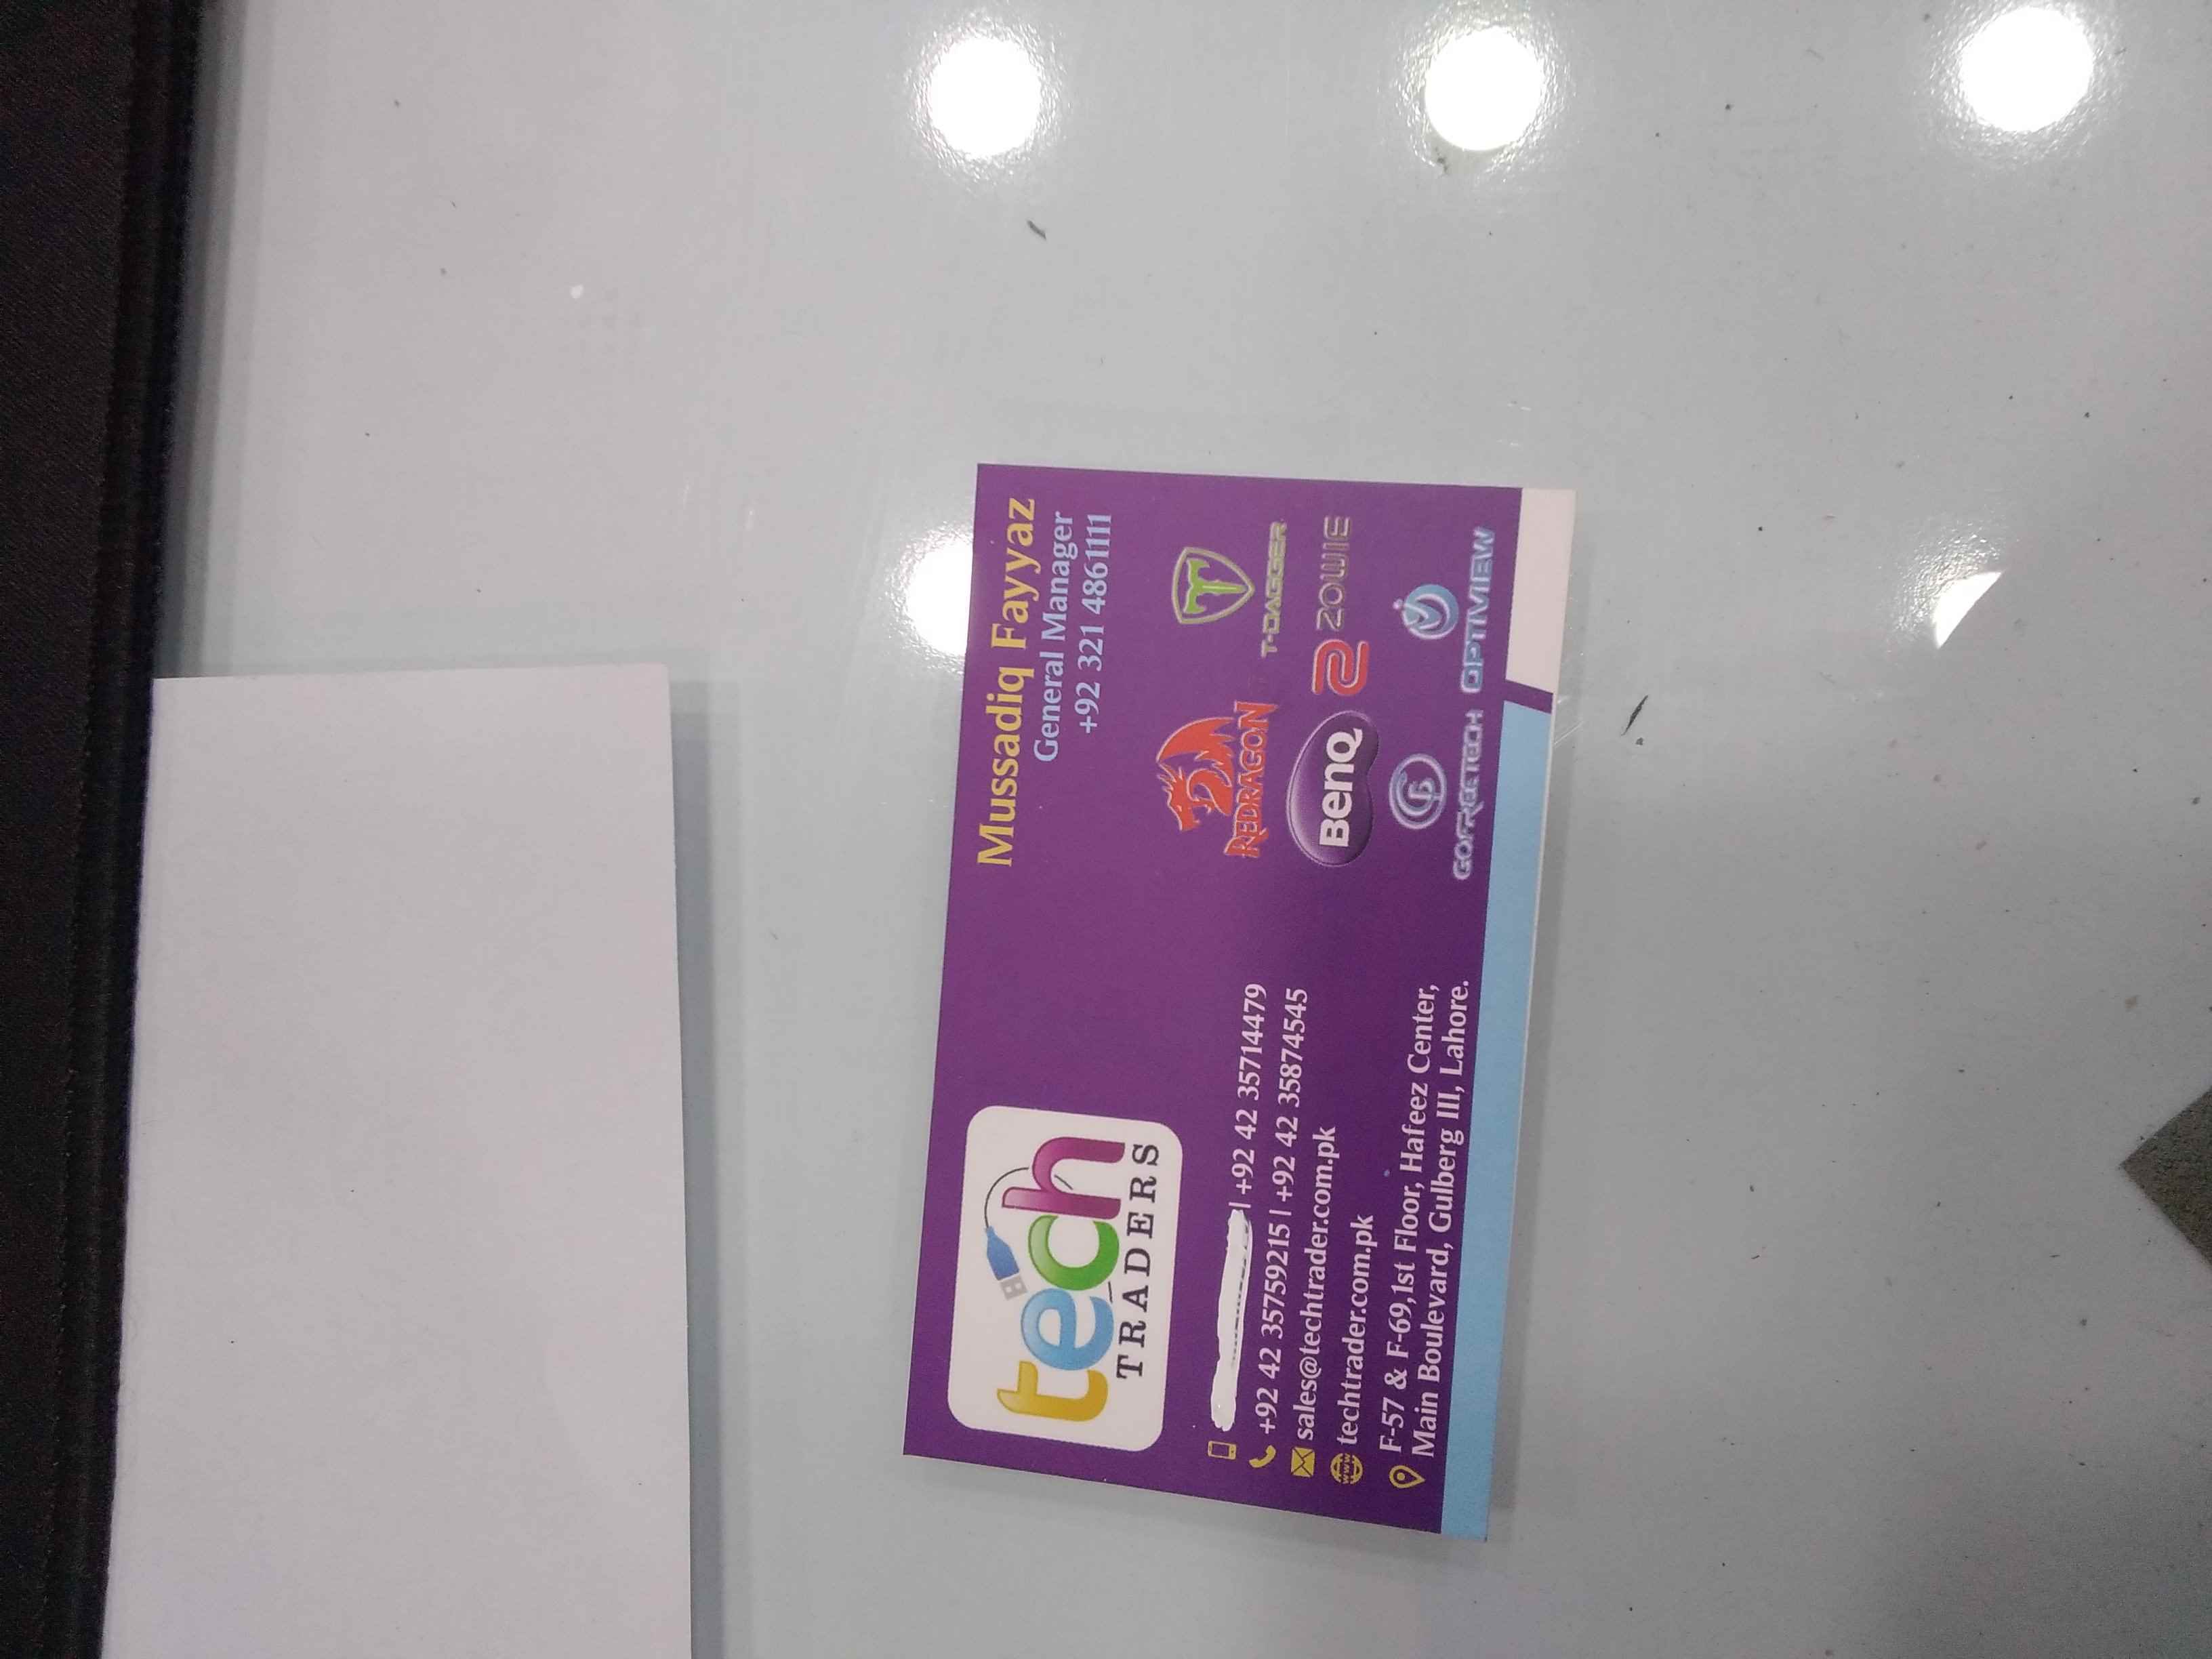 tech
TRADERS
Mussadiq Fayyaz
General Manager
+92 321 4861111
| +92 42 35714479
+92 42 35759215 | +92 42 35874545
sales@techtrader.com.pk
www
techtrader.com.pk
F-57 & F-69,1st Floor, Hafeez Center,
Main Boulevard, Gulberg III, Lahore.
REDRAGON
T-DAGGER
BenQ
ZOWIE
GOFREETECH
OPTIVIEW